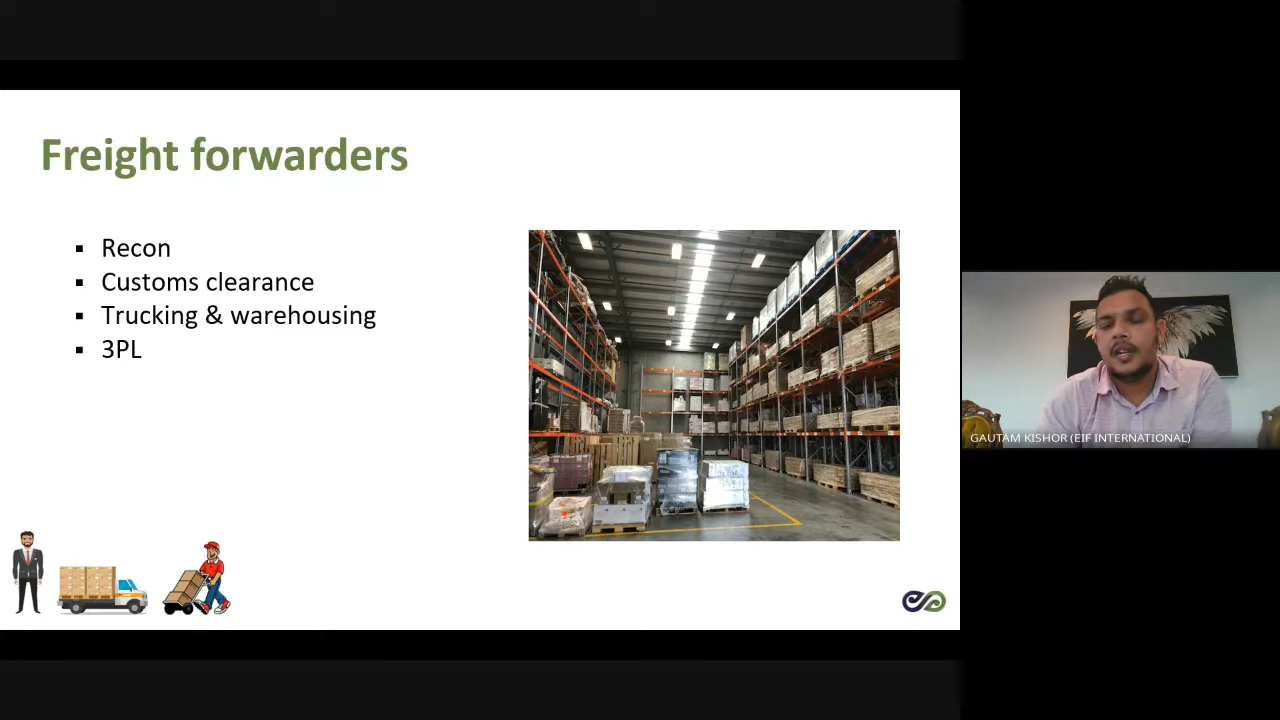 Freight forwarders
Recon
Customs clearance
Trucking & warehousing
3PL
GAUTAM KISHOR (EIF INTERNATIONAL)